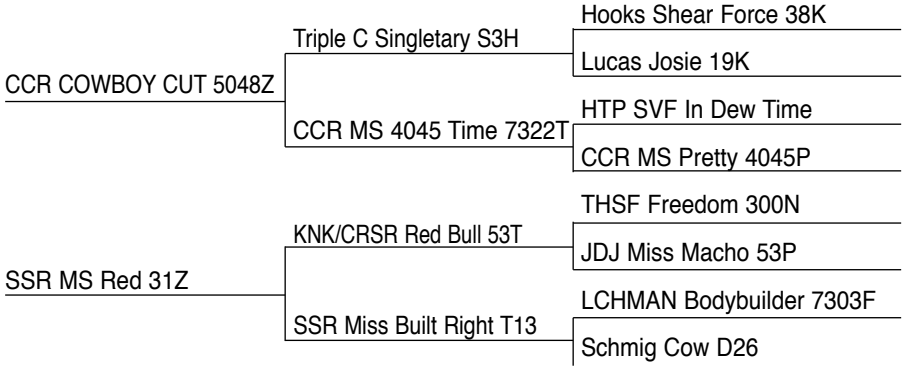 Hooks Shear Force 38K
Triple C Singletary S3H
Lucas Josie 19K
CCR COWBOY CUT 5048Z
HTP SVF In Dew Time
CCR MS 4045 Time 7322T
CCR MS Pretty 4045P
THSF Freedom 300N
KNK/CRSR Red Bull 53T
JDJ Miss Macho 53P
SSR MS Red 31Z
LCHMAN Bodybuilder 7303F
SSR Miss Built Right T13
Schmig Cow D26